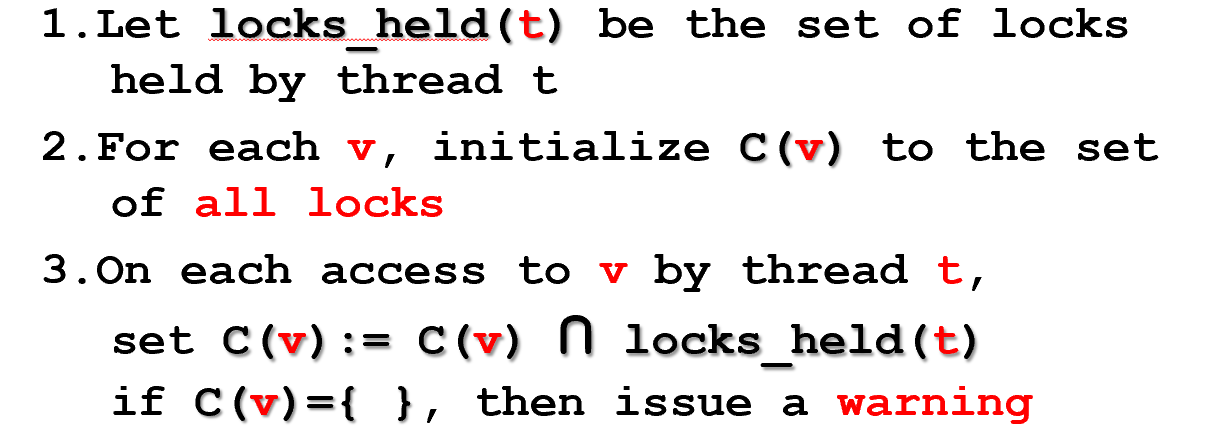 1.Let locks_held(t) be the set of locks
held by thread t
2.For each v, initialize C(v) to the set
of all locks
3.On each access to v by thread t,
set C(v):= C(v) ∩ locks_held(t)
if C(v)={ }, then issue a warning